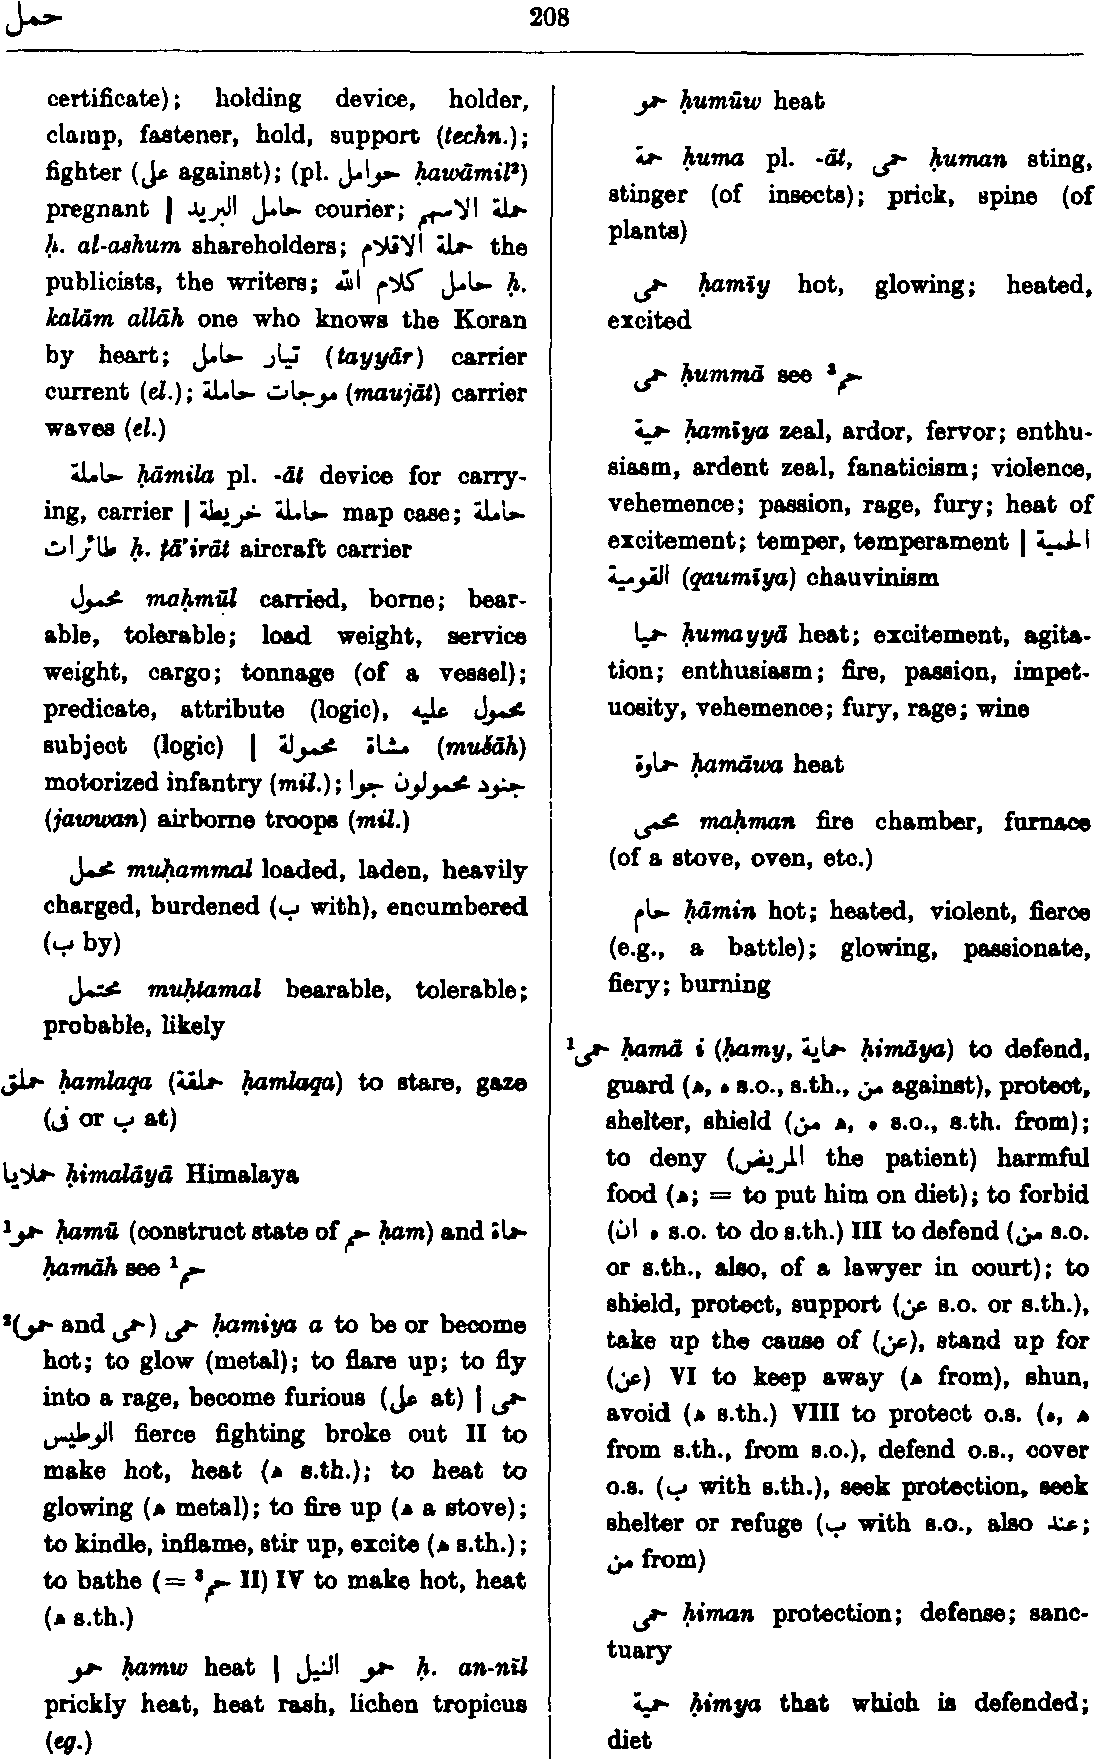 حمل
208
certificate); holding device, holder,
clamp, fastener, hold, support (techn.);
fighter (على against); (pl. حوامل ḥawāmil²)
pregnant | حامل البريد courier; حملة الاسهم
ḥ. al-ashum shareholders; حملة الاقلام the
publicists, the writers; حامل كلام الله ḥ.
kalām allāh one who knows the Koran
by heart; تيار حامل (tayyār) carrier
current (el.); موجات حاملة (maujāt) carrier
waves (el.)
حاملة ḥāmila pl. -āt device for carry-
ing, carrier | حاملة خريطة map case; حاملة
طائرات ḥ. ṭā'irāt aircraft carrier
محمول maḥmūl carried, borne; bear-
able, tolerable; load weight, service
weight, cargo; tonnage (of a vessel);
predicate, attribute (logic), محمول عليه
subject (logic) | مشاة محمولة (mušāh)
motorized infantry (mil.); جنود محمولون جوا
(jawwan) airborne troops (mil.)
محمل muḥammal loaded, laden, heavily
charged, burdened (ب with), encumbered
(ب by)
محتمل muḥtamal bearable, tolerable;
probable, likely
حملق ḥamlaqa (حملقة ḥamlaqa) to stare, gaze
(فى or ب at)
حملايا ḥimalāyā Himalaya
¹حمو ḥamū (construct state of حم ḥam) and حماة
ḥamāh see ¹حم
²(حمو and حمى) حمى ḥamiya a to be or become
hot; to glow (metal); to flare up; to fly
into a rage, become furious (على at) | حمى
الوطيس fierce fighting broke out II to
make hot, heat (ه s.th.); to heat to
glowing (ه metal); to fire up (ه a stove);
to kindle, inflame, stir up, excite (ه s.th.);
to bathe (= ²حم II) IV to make hot, heat
(ه s.th.)
حمو ḥamw heat | حمو النيل ḥ. an-nīl
prickly heat, heat rash, lichen tropicus
(eg.)
حمو ḥumūw heat
حمة ḥuma pl. -āt, حمى ḥuman sting,
stinger (of insects); prick, spine (of
plants)
حمى ḥamīy hot, glowing; heated,
excited
حمى ḥummā see ²حم
حمية ḥamīya zeal, ardor, fervor; enthu-
siasm, ardent zeal, fanaticism; violence,
vehemence; passion, rage, fury; heat of
excitement; temper, temperament | الحمية
القومية (qaumīya) chauvinism
حميا ḥumayyā heat; excitement, agita-
tion; enthusiasm; fire, passion, impet-
uosity, vehemence; fury, rage; wine
حماوة ḥamāwa heat
محمى maḥman fire chamber, furnace
(of a stove, oven, etc.)
حام ḥāmin hot; heated, violent, fierce
(e.g., a battle); glowing, passionate,
fiery; burning
¹حمى ḥamā i (ḥamy, حماية ḥimāya) to defend,
guard (ه, ه s.o., s.th., من against), protect,
shelter, shield (من ه, ه s.o., s.th. from);
to deny (المريض the patient) harmful
food (ه; = to put him on diet); to forbid
(ان ه s.o. to do s.th.) III to defend (من s.o.
or s.th., also, of a lawyer in court); to
shield, protect, support (عن s.o. or s.th.),
take up the cause of (عن), stand up for
(عن) VI to keep away (ه from), shun,
avoid (ه s.th.) VIII to protect o.s. (ه, ه
from s.th., from s.o.), defend o.s., cover
o.s. (ب with s.th.), seek protection, seek
shelter or refuge (ب with s.o., also عند;
من from)
حمى ḥiman protection; defense; sanc-
tuary
حمية ḥimya that which is defended;
diet